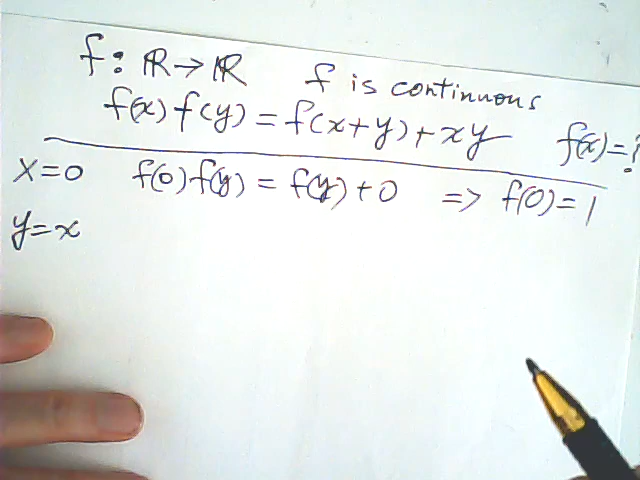 f: ℝ→ℝ f is continuous
f(x) f(y) = f(x+y) + xy f(x)=?
x=0 f(0)f(y) = f(y)+0 => f(0)=1
y=x